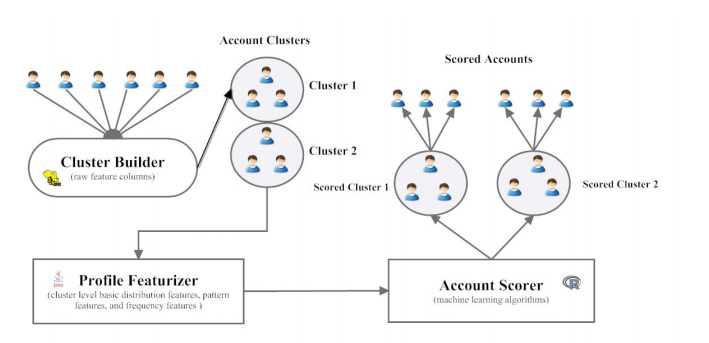 Account Clusters
Scored Accounts
Cluster 1
Cluster Builder
(raw feature columns)
Cluster 2
Scored Cluster 1
Scored Cluster 2
Java
Profile Featurizer
(cluster level basic distribution features, pattern
features, and frequency features )
Account Scorer
R
(machine learning algorithms)